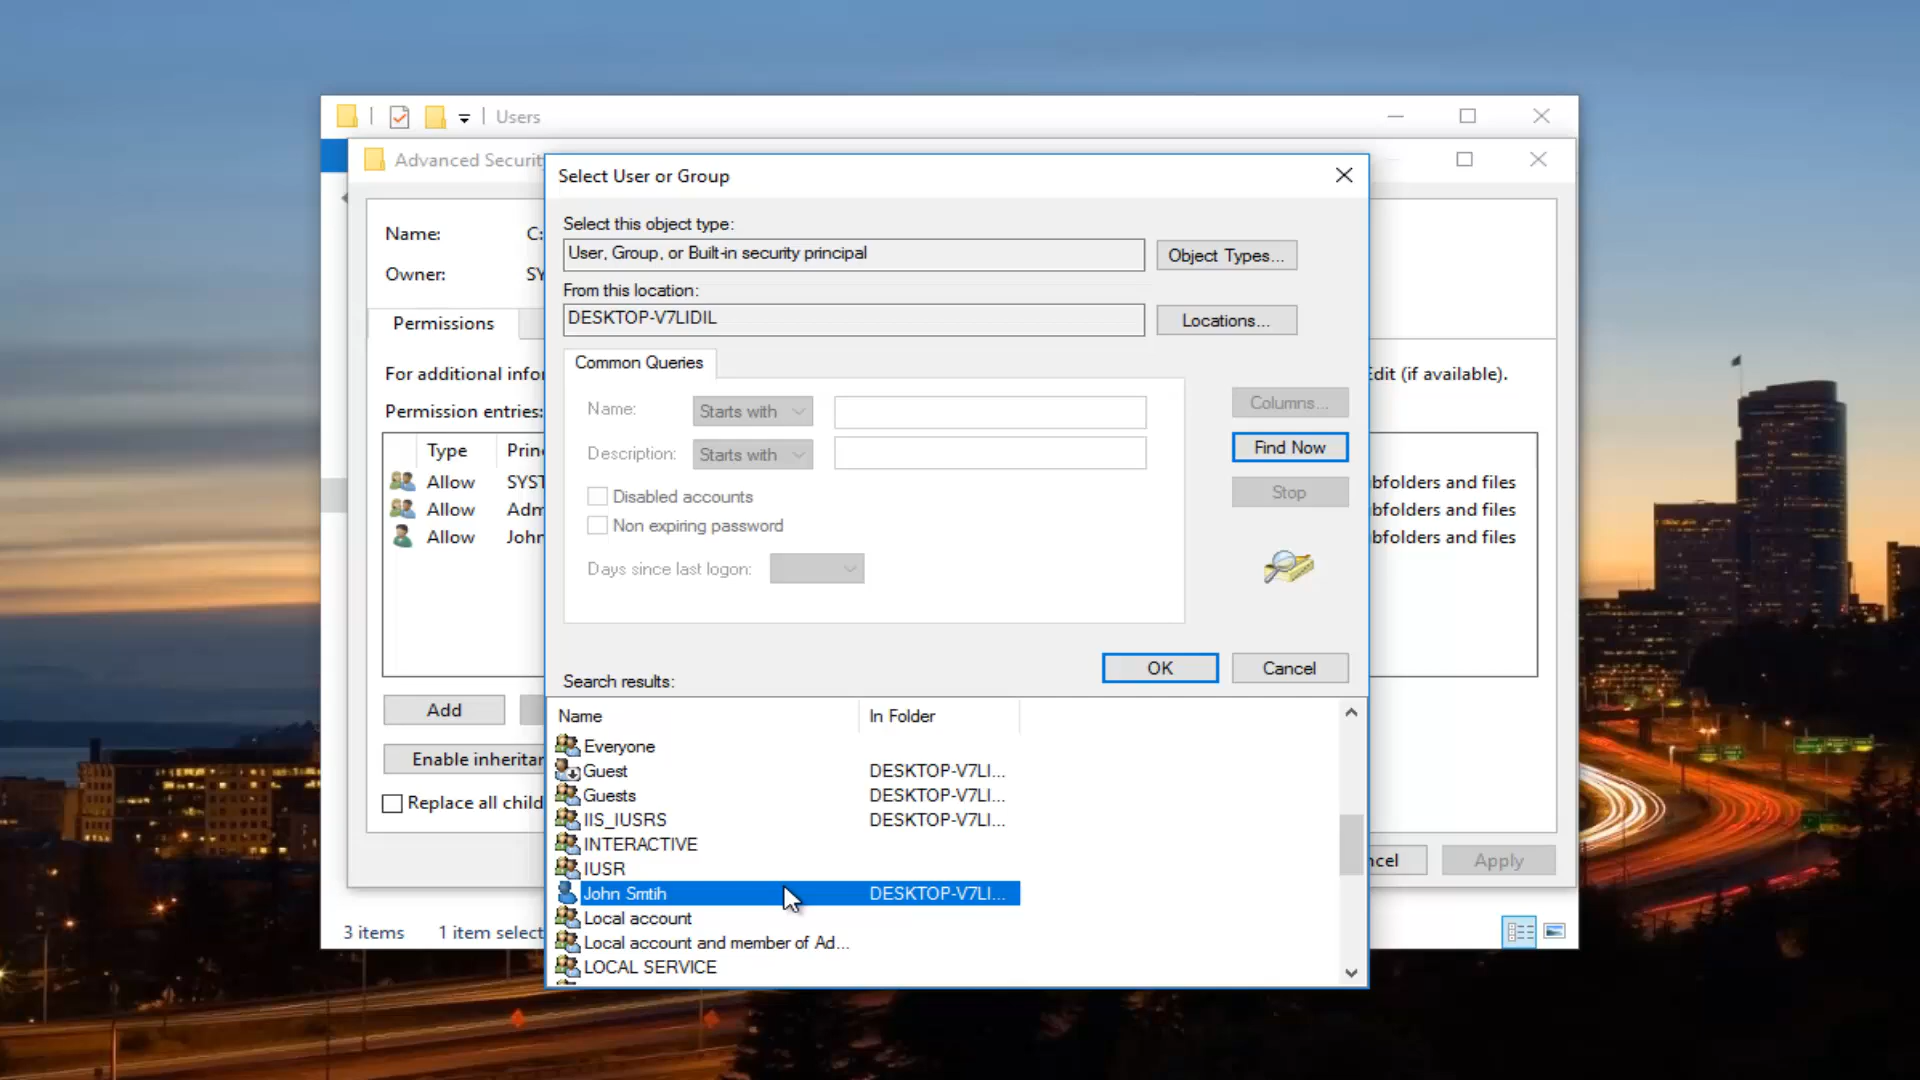 Users
Advanced Securit
Select User or Group
Select this object type:
User, Group, or Built-in security principal
Object Types...
From this location:
DESKTOP-V7LIDIL
Locations...
Common Queries
Name:
Starts with
Description:
Starts with
Disabled accounts
Non expiring password
Days since last logon:
Columns...
Find Now
Stop
OK
Cancel
Search results:
Name In Folder
Everyone
Guest DESKTOP-V7LI...
Guests DESKTOP-V7LI...
IIS_IUSRS DESKTOP-V7LI...
INTERACTIVE
IUSR
John Smtih DESKTOP-V7LI...
Local account
Local account and member of Ad...
LOCAL SERVICE
Name: C:
Owner: SY
Permissions
For additional infor
Edit (if available).
Permission entries:
Type Prin
Allow SYST
bfolders and files
Allow Adm
bfolders and files
Allow John
bfolders and files
Add
Enable inheritan
Replace all child
ncel
Apply
3 items 1 item select